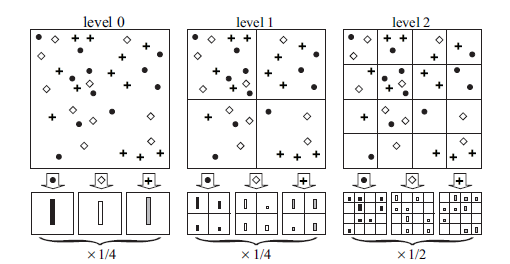 level 0 level 1 level 2
× 1/4 × 1/4 × 1/2